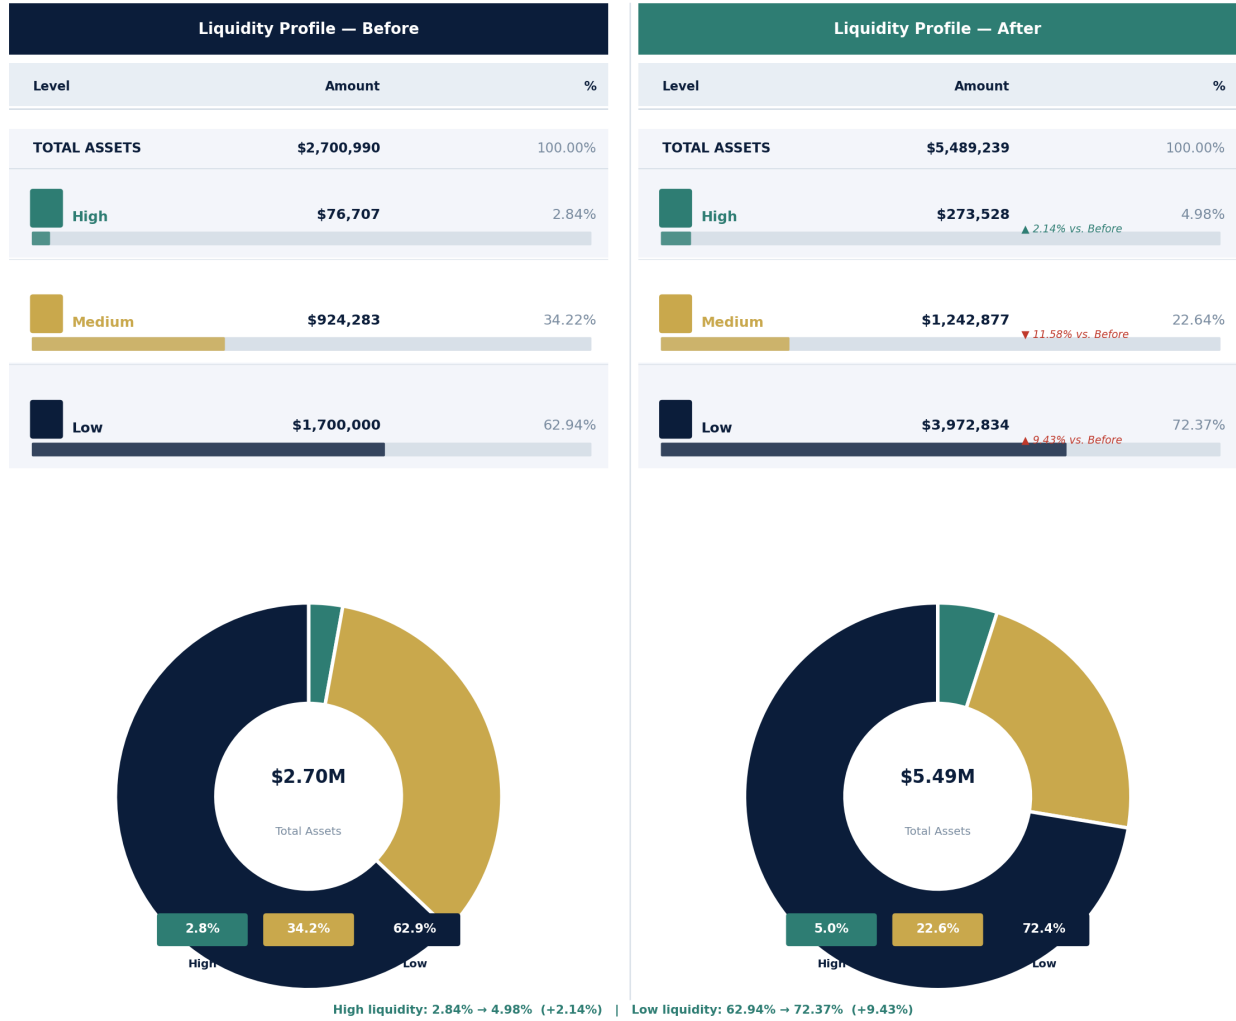 Liquidity Profile — Before
Level Amount %
TOTAL ASSETS $2,700,990 100.00%
High $76,707 2.84%
Medium $924,283 34.22%
Low $1,700,000 62.94%
$2.70M
Total Assets
2.8% 34.2% 62.9%
High Low
Liquidity Profile — After
Level Amount %
TOTAL ASSETS $5,489,239 100.00%
High $273,528 4.98%
▲ 2.14% vs. Before
Medium $1,242,877 22.64%
▼ 11.58% vs. Before
Low $3,972,834 72.37%
▲ 9.43% vs. Before
$5.49M
Total Assets
5.0% 22.6% 72.4%
High Low
High liquidity: 2.84% → 4.98% (+2.14%) | Low liquidity: 62.94% → 72.37% (+9.43%)